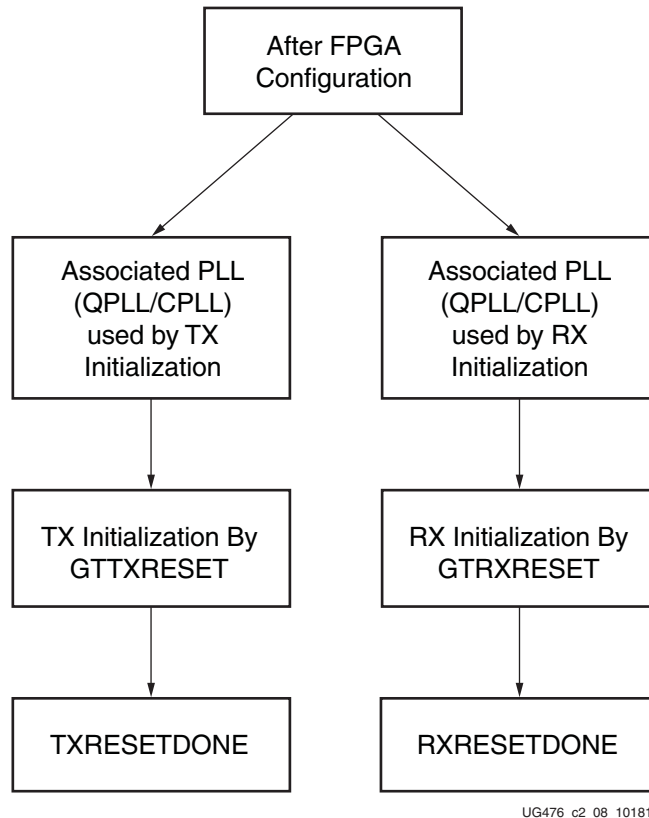 After FPGA
Configuration
Associated PLL
(QPLL/CPLL)
used by TX
Initialization
Associated PLL
(QPLL/CPLL)
used by RX
Initialization
TX Initialization By
GTTXRESET
RX Initialization By
GTRXRESET
TXRESETDONE
RXRESETDONE
UG476_c2_08_10181